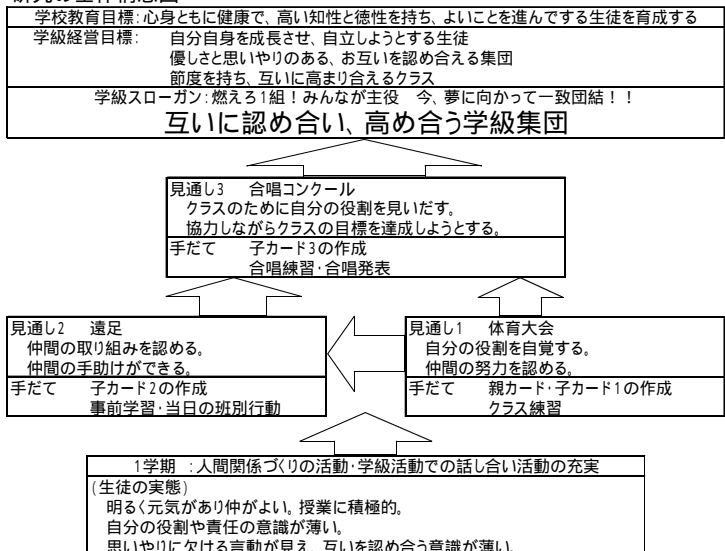 学校教育目標:心身ともに健康で、高い知性と徳性を持ち、よいことを進んでする生徒を育成する
学級経営目標: 自分自身を成長させ、自立しようとする生徒
優しさと思いやりのある、お互いを認め合える集団
節度を持ち、互いに高まり合えるクラス
学級スローガン:燃えろ1組!みんなが主役 今、夢に向かって一致団結!!
互いに認め合い、高め合う学級集団
見通し3 合唱コンクール
クラスのために自分の役割を見いだす。
協力しながらクラスの目標を達成しようとする。
手だて 子カード3の作成
合唱練習・合唱発表
見通し2 遠足
仲間の取り組みを認める。
仲間の手助けができる。
手だて 子カード2の作成
事前学習・当日の班別行動
見通し1 体育大会
自分の役割を自覚する。
仲間の努力を認める。
手だて 親カード・子カード1の作成
クラス練習
1学期 :人間関係づくりの活動・学級活動での話し合い活動の充実
(生徒の実態)
明るく元気があり仲がよい。授業に積極的。
自分の役割や責任の意識が薄い。
思いやりに欠ける言動が見え、互いを認め合う意識が薄い。